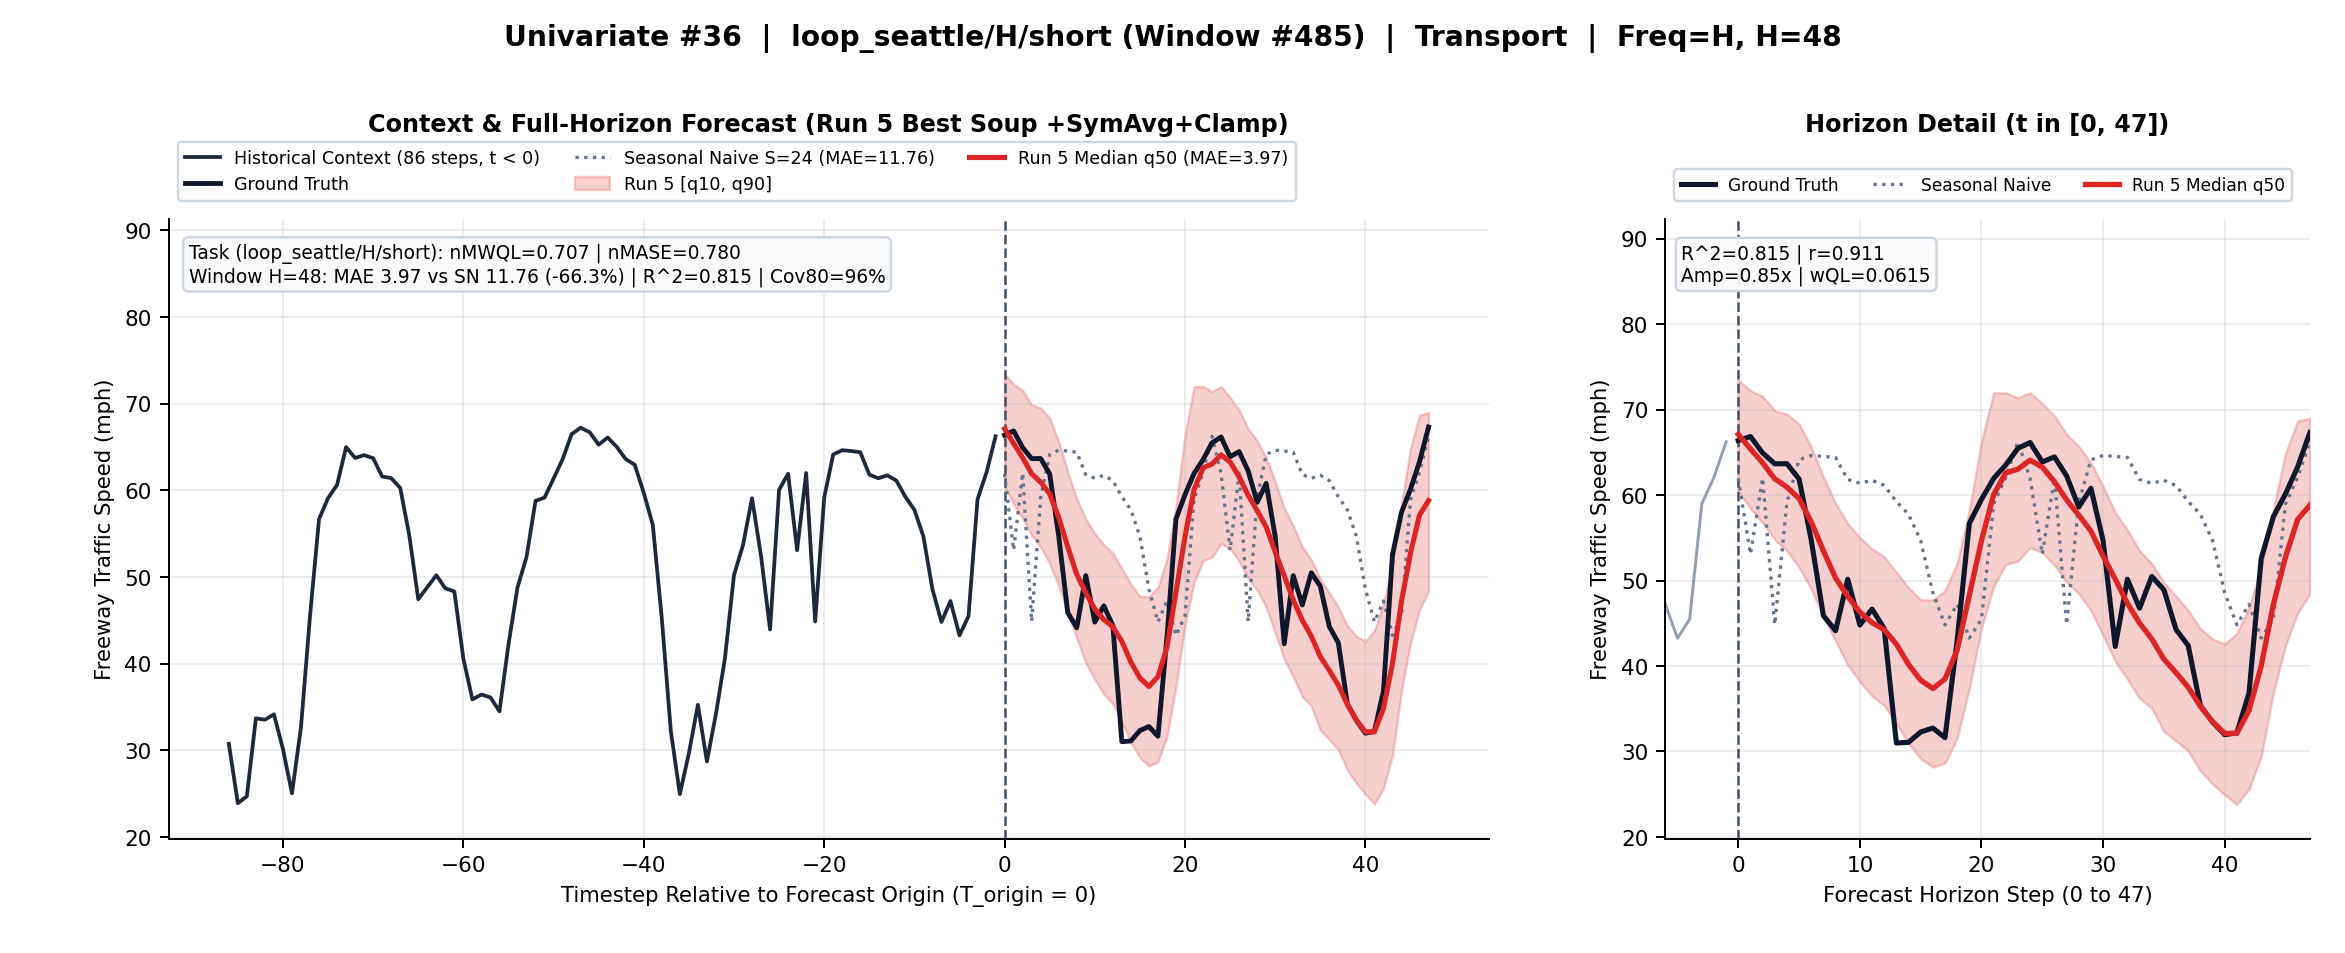 Univariate #36 | loop_seattle/H/short (Window #485) | Transport | Freq=H, H=48
Context & Full-Horizon Forecast (Run 5 Best Soup +SymAvg+Clamp)
Historical Context (86 steps, t < 0)
Ground Truth
Seasonal Naive S=24 (MAE=11.76)
Run 5 [q10, q90]
Run 5 Median q50 (MAE=3.97)
Task (loop_seattle/H/short): nMWQL=0.707 | nMASE=0.780
Window H=48: MAE 3.97 vs SN 11.76 (-66.3%) | R^2=0.815 | Cov80=96%
Freeway Traffic Speed (mph)
90
80
70
60
50
40
30
20
−80 −60 −40 −20 0 20 40
Timestep Relative to Forecast Origin (T_origin = 0)
Horizon Detail (t in [0, 47])
Ground Truth Seasonal Naive Run 5 Median q50
R^2=0.815 | r=0.911
Amp=0.85x | wQL=0.0615
Freeway Traffic Speed (mph)
90
80
70
60
50
40
30
20
0 10 20 30 40
Forecast Horizon Step (0 to 47)